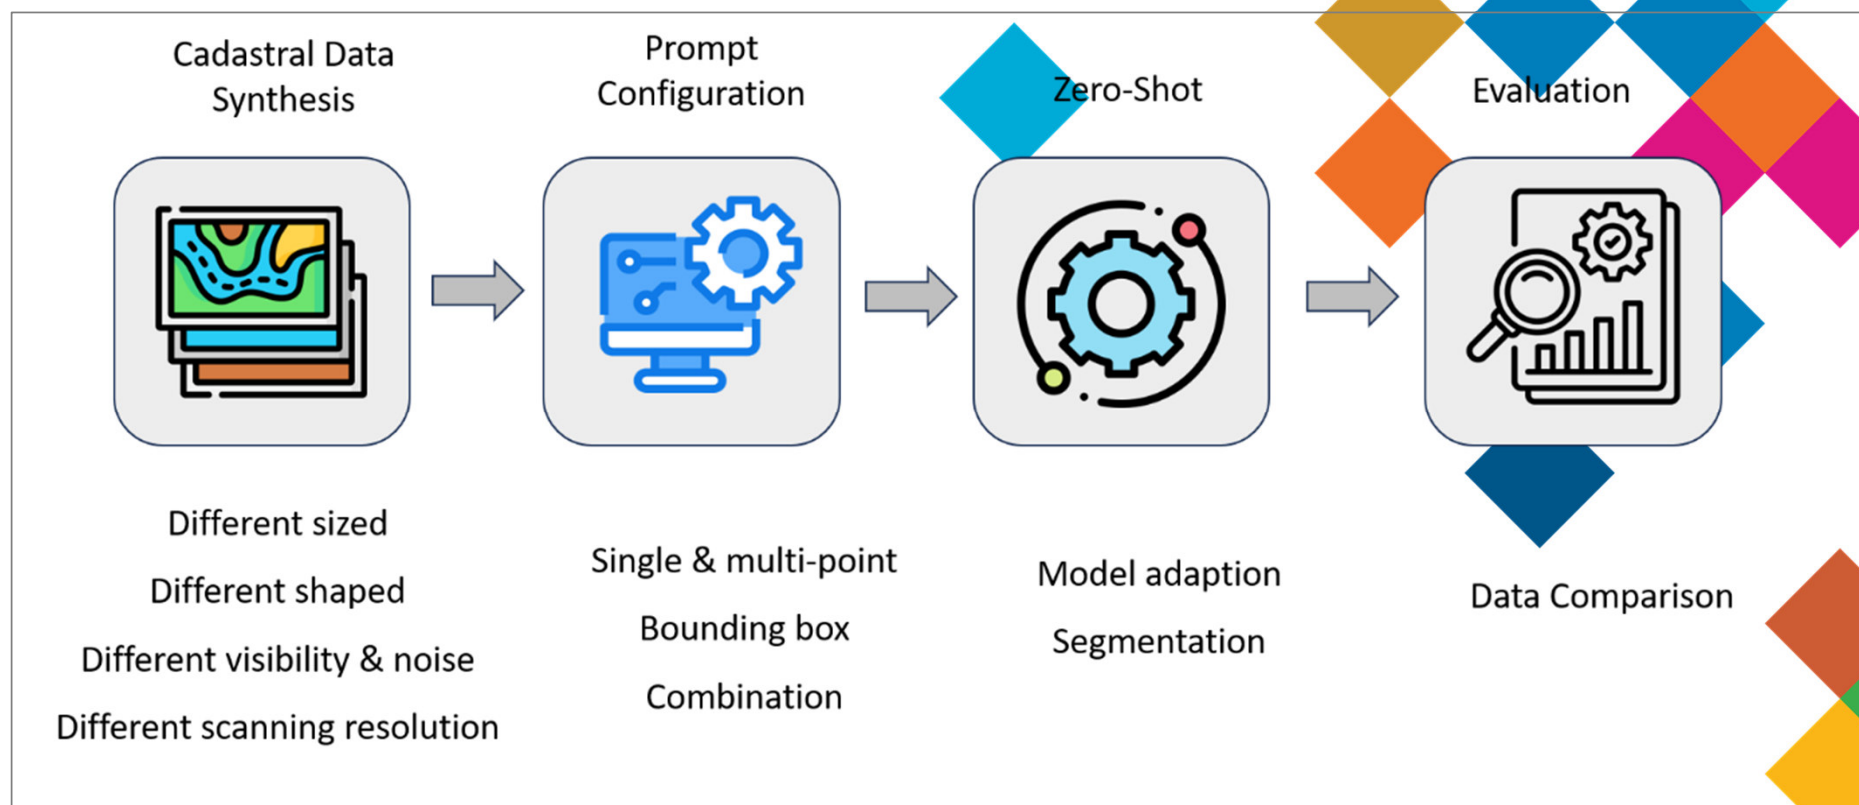 Cadastral Data
Synthesis
Prompt
Configuration
Zero-Shot
Evaluation
Different sized
Different shaped
Different visibility & noise
Different scanning resolution
Single & multi-point
Bounding box
Combination
Model adaption
Segmentation
Data Comparison